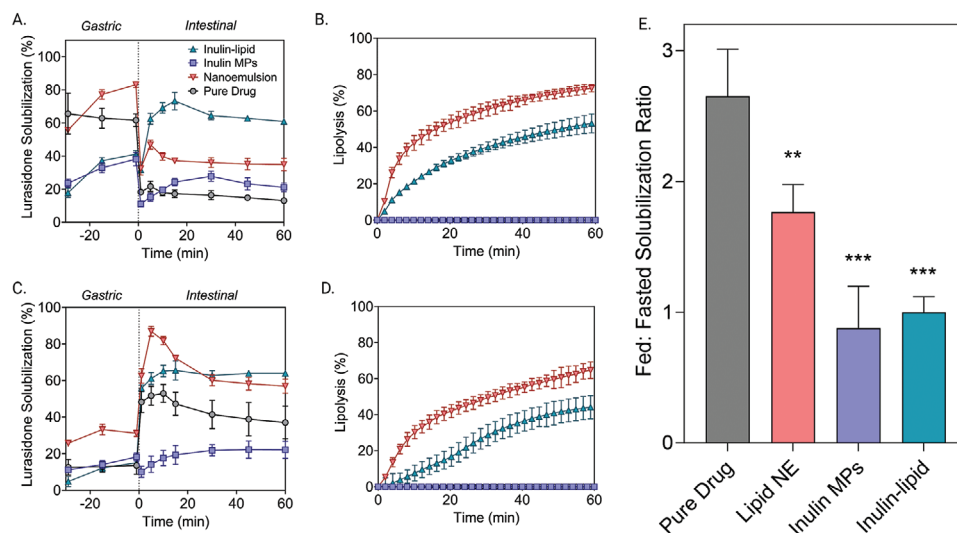 A.
Gastric Intestinal
Lurasidone Solubilization (%)
100
80
60
40
20
0
Inulin-lipid
Inulin MPs
Nanoemulsion
Pure Drug
-20 0 20 40 60
Time (min)
B.
Lipolysis (%)
100
80
60
40
20
0
0 20 40 60
Time (min)
C.
Gastric Intestinal
Lurasidone Solubilization (%)
100
80
60
40
20
0
-20 0 20 40 60
Time (min)
D.
Lipolysis (%)
100
80
60
40
20
0
0 20 40 60
Time (min)
E
Fed: Fasted Solubilization Ratio
3
2
1
0
**
***
***
Pure Drug
Lipid NE
Inulin MPs
Inulin-lipid